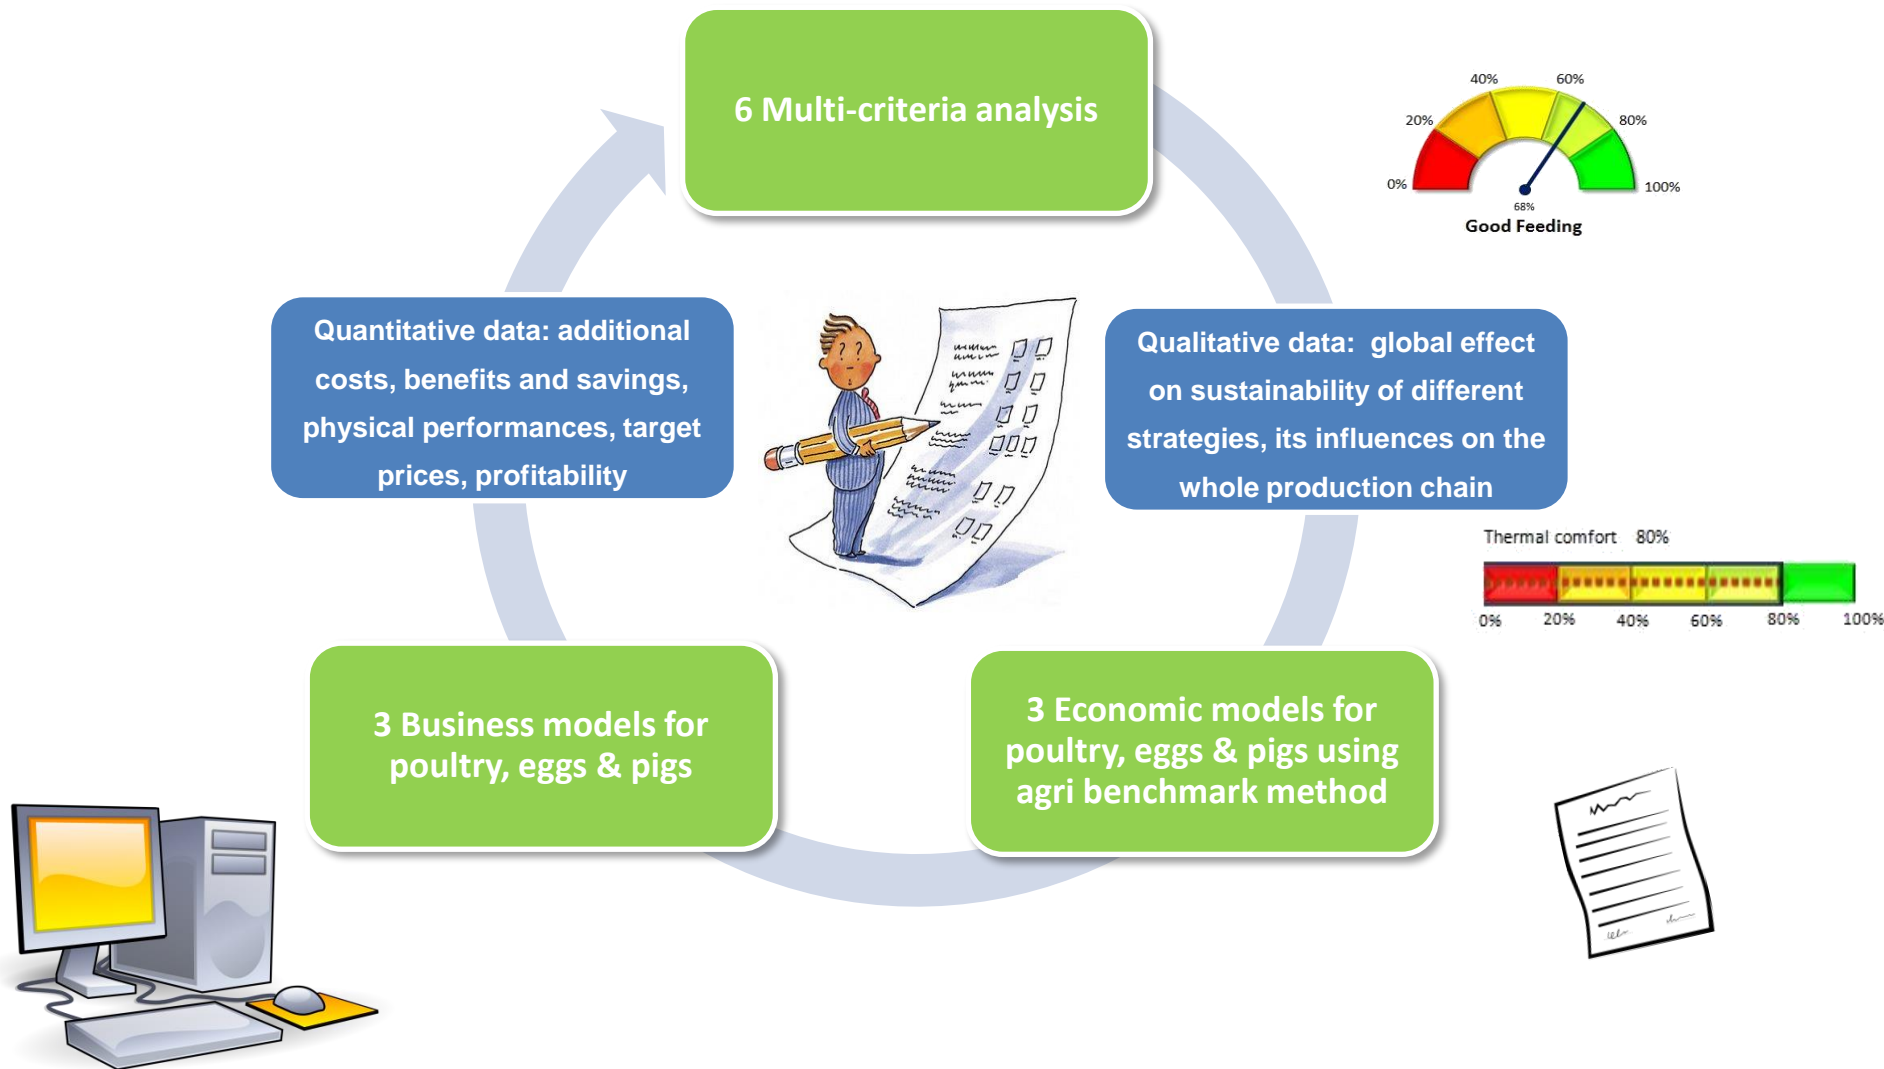 6 Multi-criteria analysis
40%
60%
20%
80%
0%
100%
68%
Good Feeding
Quantitative data: additional
costs, benefits and savings,
physical performances, target
prices, profitability
? ?
Qualitative data: global effect
on sustainability of different
strategies, its influences on the
whole production chain
Thermal comfort 80%
0% 20% 40% 60% 80% 100%
3 Business models for
poultry, eggs & pigs
3 Economic models for
poultry, eggs & pigs using
agri benchmark method